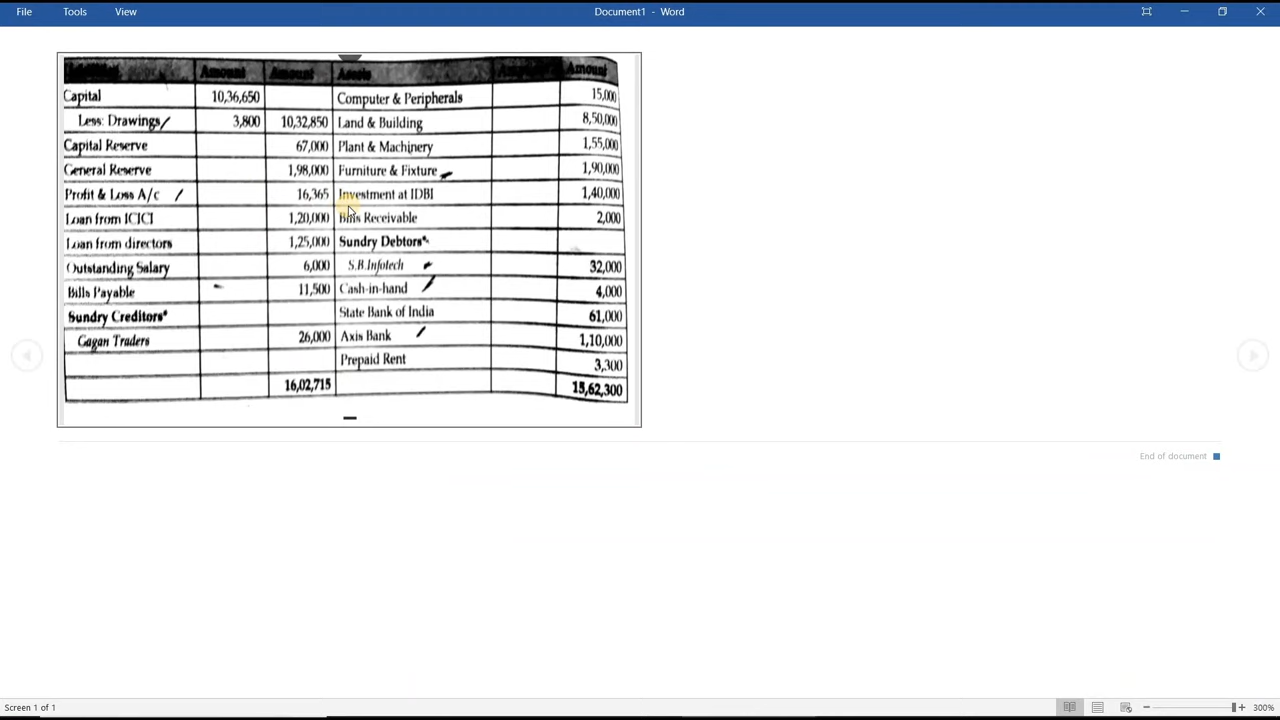 File Tools View Document1 - Word
Liabilities Amount Amount Assets Amount Amount
Capital 10,36,650 Computer & Peripherals 15,000
Less: Drawings 3,800 10,32,850 Land & Building 8,50,000
Capital Reserve 67,000 Plant & Machinery 1,55,000
General Reserve 1,98,000 Furniture & Fixture 1,90,000
Profit & Loss A/c 16,365 Investment at IDBI 1,40,000
Loan from ICICI 1,20,000 Bills Receivable 2,000
Loan from directors 1,25,000 Sundry Debtors*
Outstanding Salary 6,000 S.B.Infotech 32,000
Bills Payable 11,500 Cash-in-hand 4,000
Sundry Creditors* State Bank of India 61,000
Gagan Traders 26,000 Axis Bank 1,10,000
Prepaid Rent 3,300
16,02,715 15,62,300
End of document
Screen 1 of 1 300%